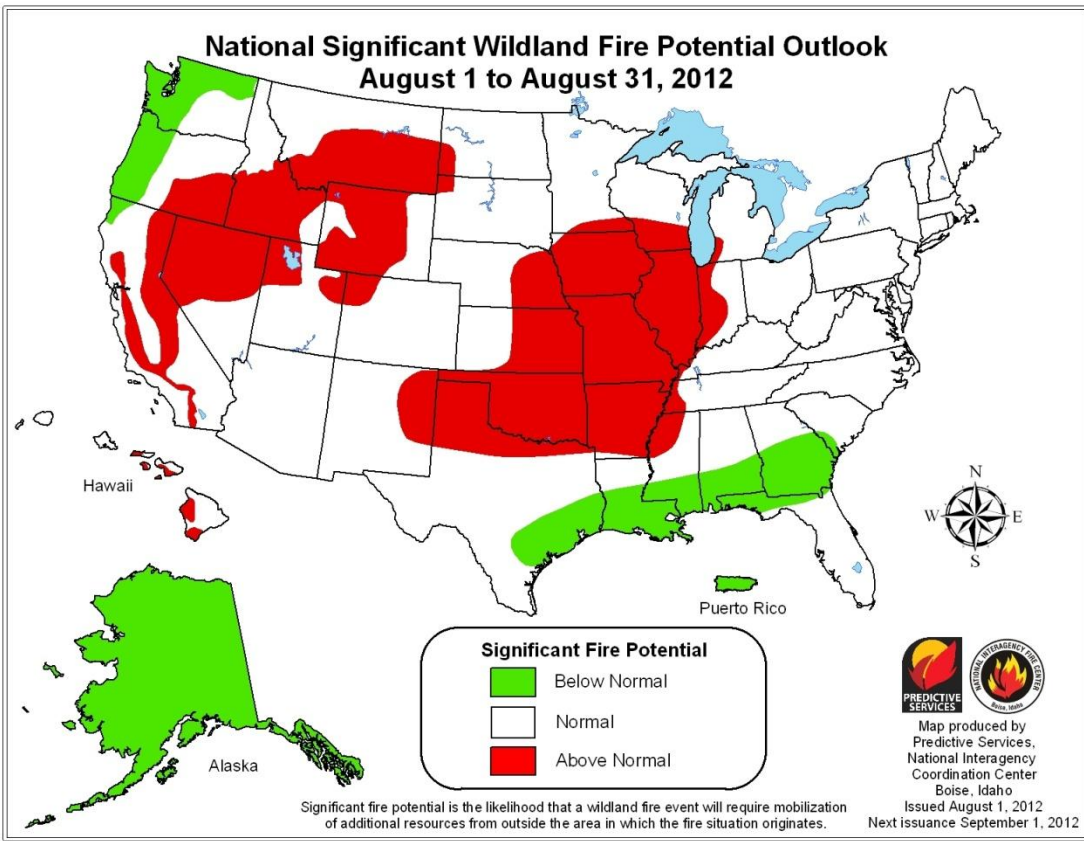 National Significant Wildland Fire Potential Outlook
August 1 to August 31, 2012
Hawaii
N
W
E
S
Puerto Rico
Alaska
Significant Fire Potential
Below Normal
Normal
Above Normal
PREDICTIVE
SERVICES
NATIONAL INTERAGENCY FIRE CENTER
Boise, Idaho
Map produced by
Predictive Services,
National Interagency
Coordination Center
Boise, Idaho
Issued August 1, 2012
Next issuance September 1, 2012
Significant fire potential is the likelihood that a wildland fire event will require mobilization
of additional resources from outside the area in which the fire situation originates.